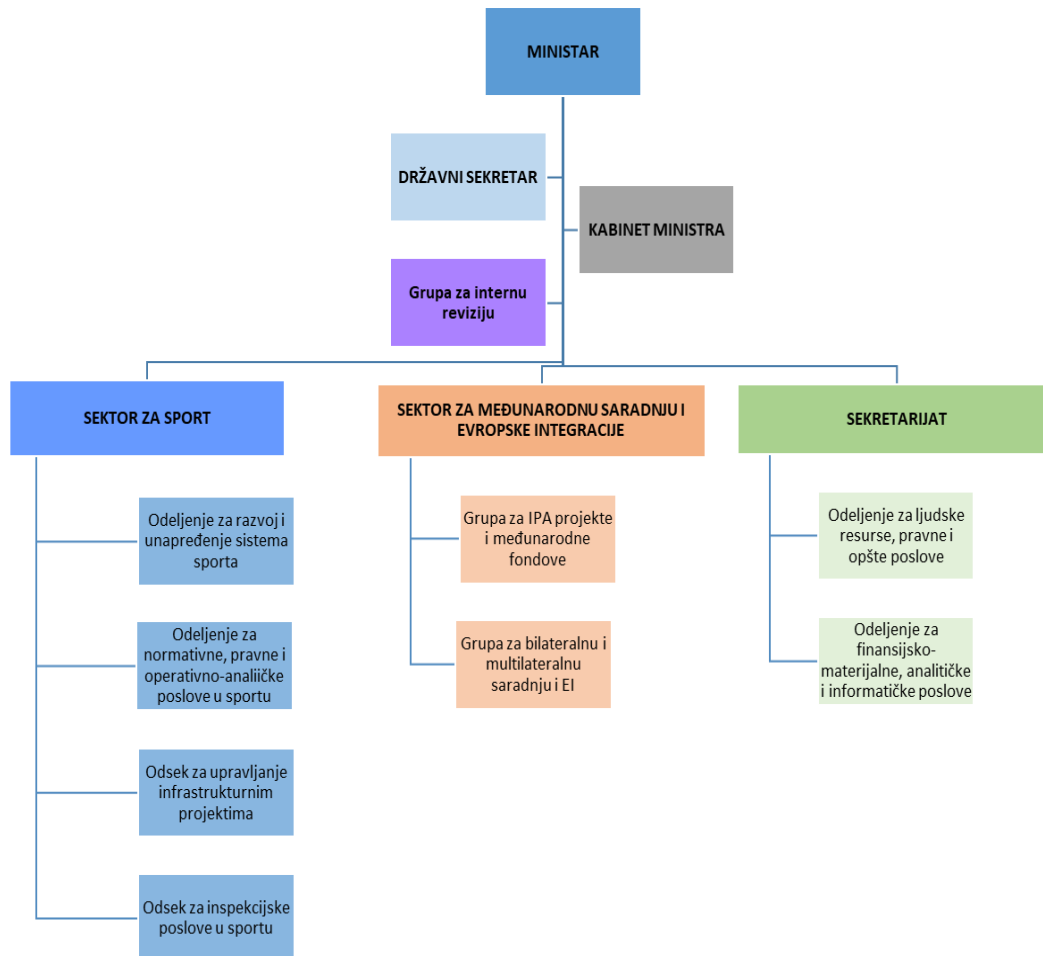 MINISTAR
DRŽAVNI SEKRETAR
KABINET MINISTRA
Grupa za internu
reviziju
SEKTOR ZA SPORT
Odeljenje za razvoj i
unapređenje sistema
sporta
Odeljenje za
normativne, pravne i
operativno-analiičke
poslove u sportu
Odsek za upravljanje
infrastrukturnim
projektima
Odsek za inspekcijske
poslove u sportu
SEKTOR ZA MEĐUNARODNU SARADNJU I
EVROPSKE INTEGRACIJE
Grupa za IPA projekte
i međunarodne
fondove
Grupa za bilateralnu i
multilateralnu
saradnju i EI
SEKRETARIJAT
Odeljenje za ljudske
resurse, pravne i
opšte poslove
Odeljenje za
finansijsko-
materijalne, analitičke
i informatičke poslove